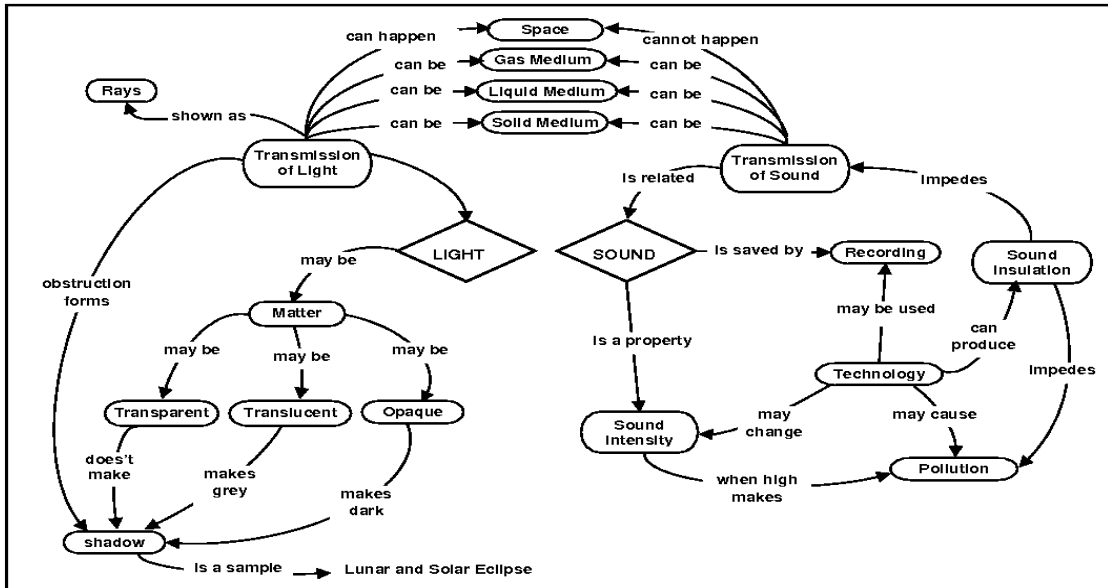 can happen
Space
cannot happen
can be
Gas Medium
can be
Rays
can be
Liquid Medium
can be
shown as
can be
Solid Medium
can be
Transmission
of Light
Transmission
of Sound
Is related
Impedes
LIGHT
SOUND
Is saved by
Recording
Sound
Insulation
may be
obstruction
forms
Matter
may be used
can
produce
Is a property
may be
may be
may be
Technology
Impedes
Transparent
Translucent
Opaque
may
change
may cause
Sound
Intensity
does't
make
makes
grey
makes
dark
when high
makes
Pollution
shadow
Is a sample
Lunar and Solar Eclipse